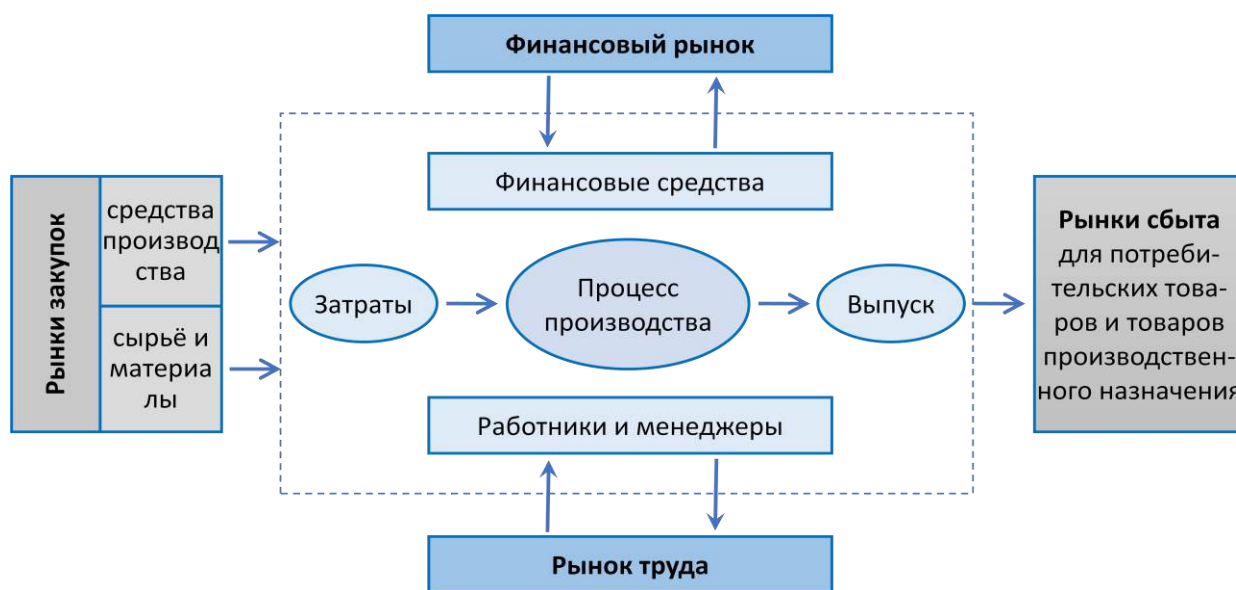 Финансовый рынок
Финансовые средства
Рынки закупок
средства
производ
ства
сырьё и
материа
лы
Затраты
Процесс
производства
Выпуск
Рынки сбыта
для потреби-
тельских това-
ров и товаров
производствен-
ного назначения
Работники и менеджеры
Рынок труда